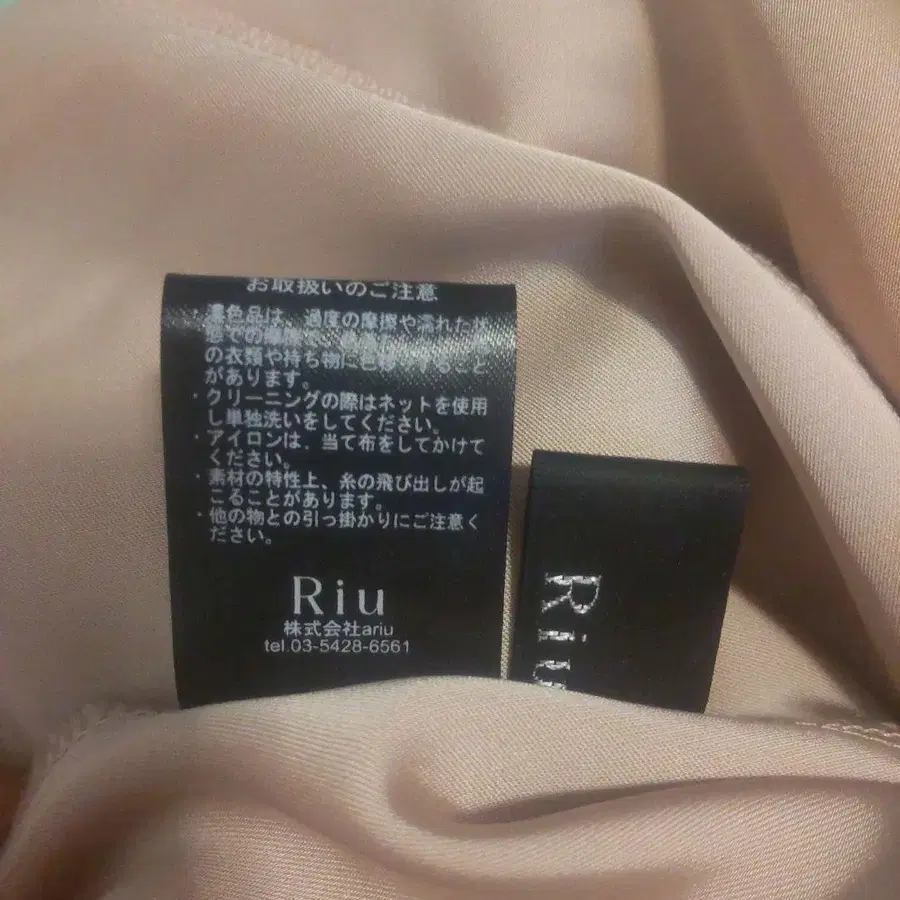 お取扱いのご注意
・濃色品は、過度の摩擦や濡れた状
態での摩擦
の衣類や持ち物に色移りすること
があります。
・クリーニングの際はネットを使用
し単独洗いをしてください。
・アイロンは、当て布をしてかけて
ください。
・素材の特性上、糸の飛び出しが起
こることがあります。
・他の物との引っ掛かりにご注意く
ださい。
Riu
株式会社ariu
tel.03-5428-6561
Riu